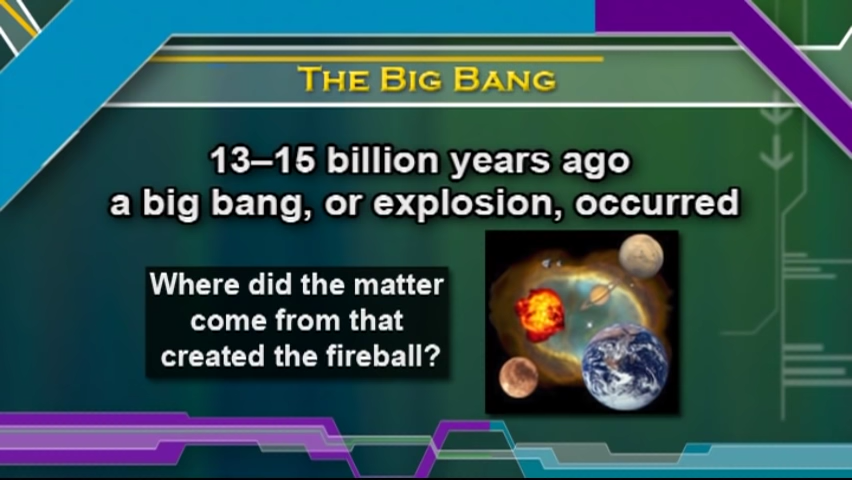 THE BIG BANG
13–15 billion years ago
a big bang, or explosion, occurred
Where did the matter
come from that
created the fireball?